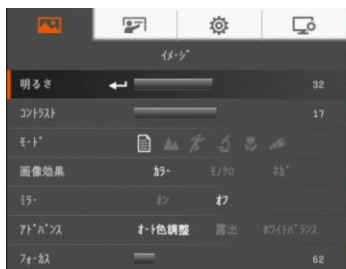 イメージ
明るさ 32
コントラスト 17
モード
画像効果 カラー モノクロ ネガ
ミラー オン オフ
アドバンス オート色調整 露出 ホワイトバランス
フォーカス 62